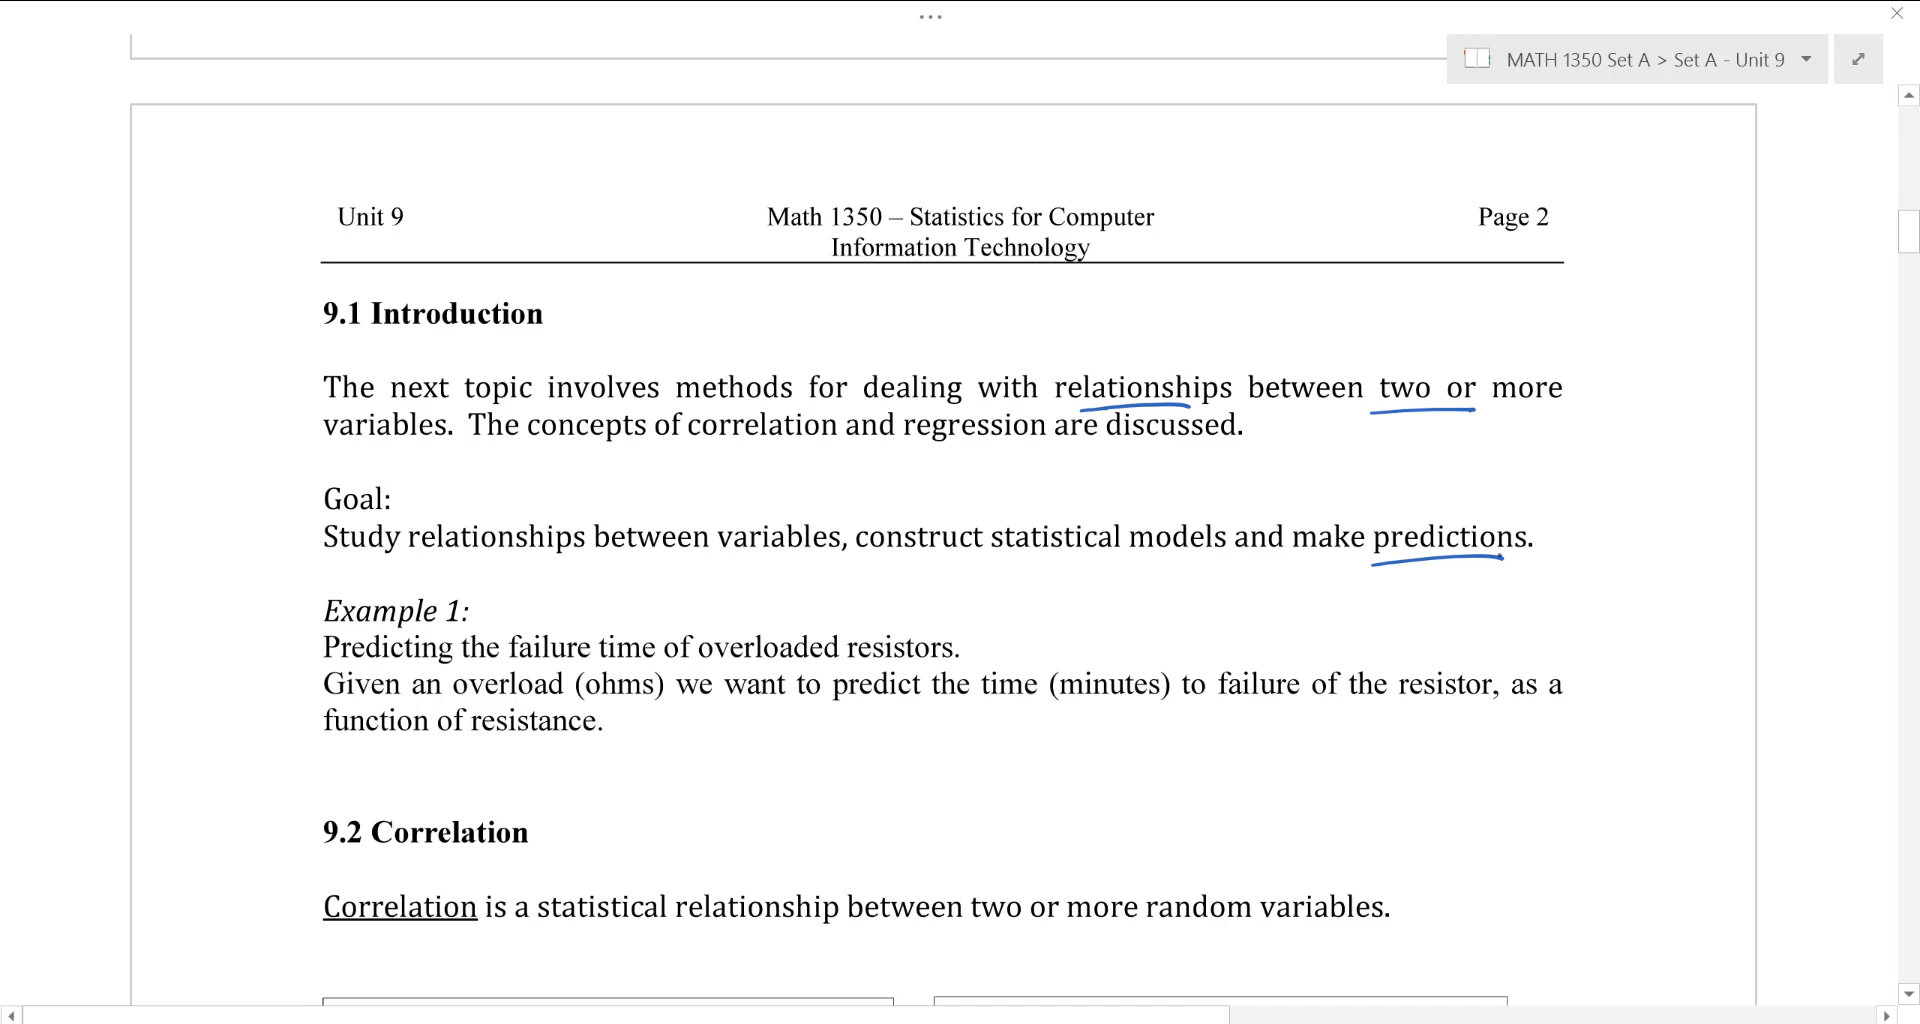 MATH 1350 Set A > Set A - Unit 9
Unit 9 Math 1350 – Statistics for Computer Page 2
Information Technology
9.1 Introduction
The next topic involves methods for dealing with relationships between two or more
variables. The concepts of correlation and regression are discussed.
Goal:
Study relationships between variables, construct statistical models and make predictions.
Example 1:
Predicting the failure time of overloaded resistors.
Given an overload (ohms) we want to predict the time (minutes) to failure of the resistor, as a
function of resistance.
9.2 Correlation
Correlation is a statistical relationship between two or more random variables.